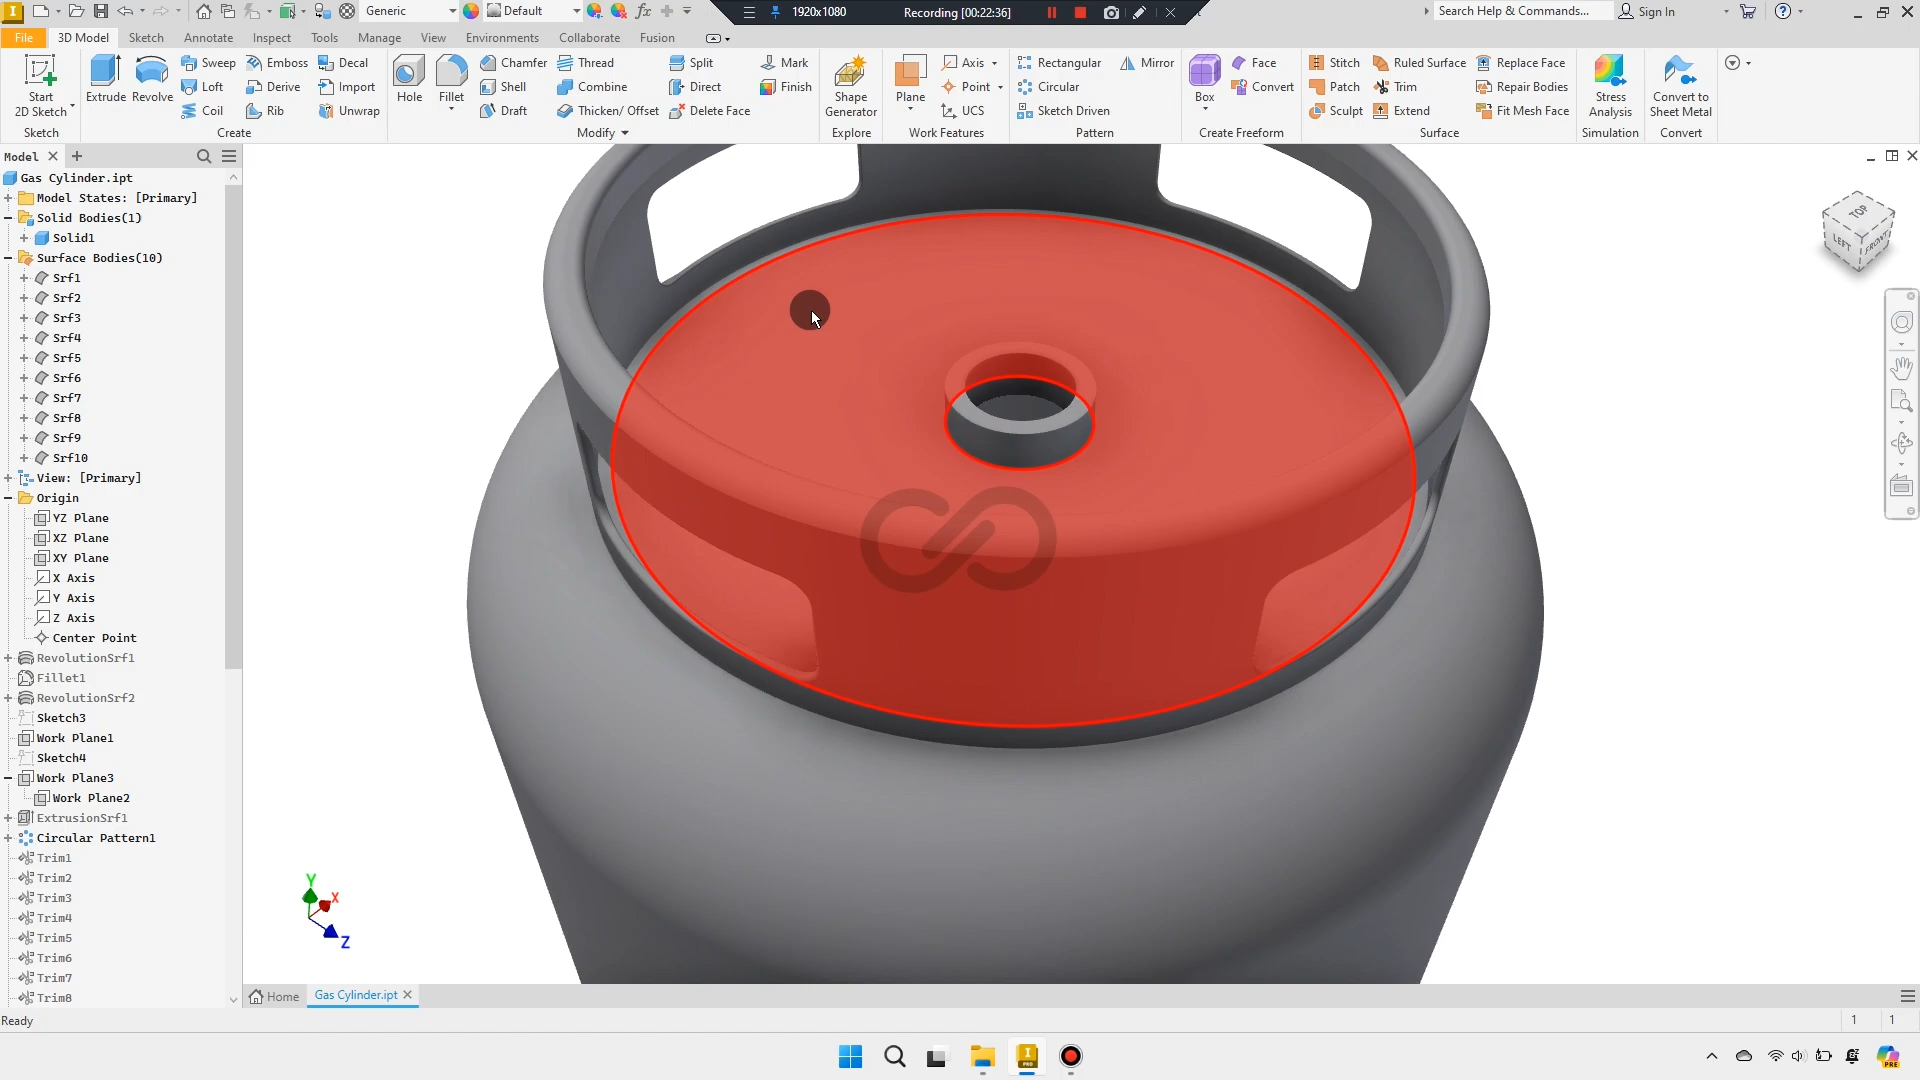 Generic
Default
fx
1920x1080
Recording [00:22:36]
Search Help & Commands...
Sign In
File
3D Model
Sketch
Annotate
Inspect
Tools
Manage
View
Environments
Collaborate
Fusion
Start
2D Sketch
Sketch
Extrude
Revolve
Sweep
Loft
Coil
Emboss
Derive
Rib
Decal
Import
Unwrap
Create
Hole
Fillet
Chamfer
Shell
Draft
Thread
Combine
Thicken/ Offset
Split
Direct
Delete Face
Modify
Mark
Finish
Shape
Generator
Explore
Plane
Axis
Point
UCS
Work Features
Rectangular
Circular
Sketch Driven
Mirror
Pattern
Box
Face
Convert
Create Freeform
Stitch
Patch
Sculpt
Ruled Surface
Trim
Extend
Replace Face
Repair Bodies
Fit Mesh Face
Surface
Stress
Analysis
Simulation
Convert to
Sheet Metal
Convert
Model
Gas Cylinder.ipt
Model States: [Primary]
Solid Bodies(1)
Solid1
Surface Bodies(10)
Srf1
Srf2
Srf3
Srf4
Srf5
Srf6
Srf7
Srf8
Srf9
Srf10
View: [Primary]
Origin
YZ Plane
XZ Plane
XY Plane
X Axis
Y Axis
Z Axis
Center Point
RevolutionSrf1
Fillet1
RevolutionSrf2
Sketch3
Work Plane1
Sketch4
Work Plane3
Work Plane2
ExtrusionSrf1
Circular Pattern1
Trim1
Trim2
Trim3
Trim4
Trim5
Trim6
Trim7
Trim8
TOP
LEFT
FRONT
Y
X
Z
Home
Gas Cylinder.ipt
Ready
1
1
I
PRO
PRE